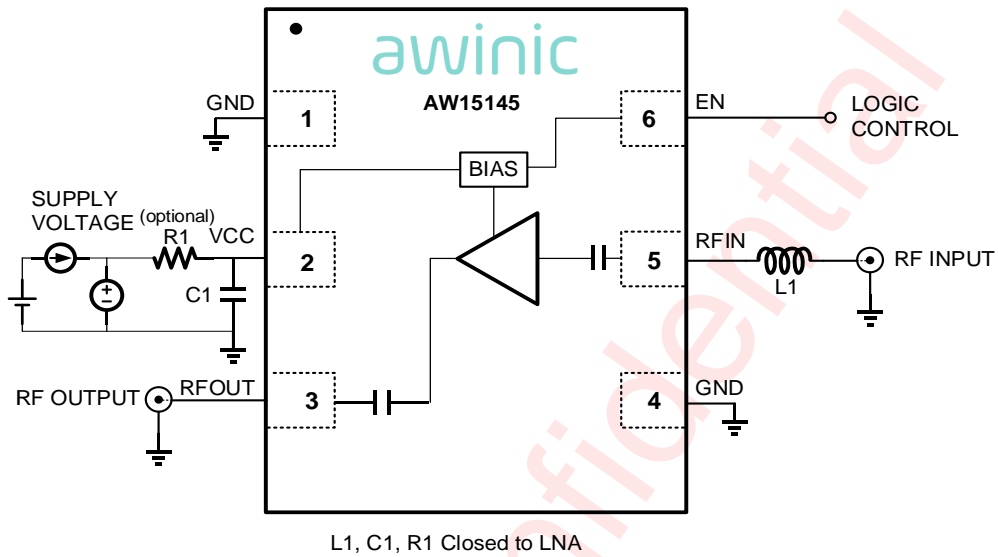 awinic
AW15145
GND
1
6
EN
LOGIC
CONTROL
BIAS
SUPPLY
VOLTAGE
(optional)
R1
VCC
2
5
RFIN
L1
RF INPUT
+
−
C1
RF OUTPUT
RFOUT
3
4
GND
L1, C1, R1 Closed to LNA